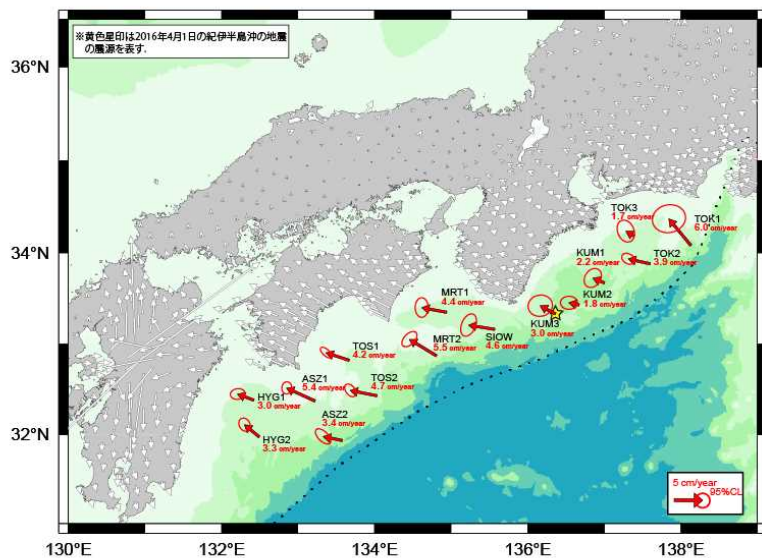 ※黄色星印は2016年4月1日の紀伊半島沖の地震
の震源を表す.
36°N
34°N
32°N
130°E
132°E
134°E
136°E
138°E
TOK3
1.7 cm/year
TOK1
6.0 cm/year
KUM1
2.2 cm/year
TOK2
3.9 cm/year
MRT1
4.4 cm/year
KUM2
1.8 cm/year
KUM3
3.0 cm/year
SIOW
4.6 cm/year
MRT2
5.5 cm/year
TOS1
4.2 cm/year
ASZ1
5.4 cm/year
TOS2
4.7 cm/year
HYG1
3.0 cm/year
ASZ2
3.4 cm/year
HYG2
3.3 cm/year
5 cm/year
95%CL